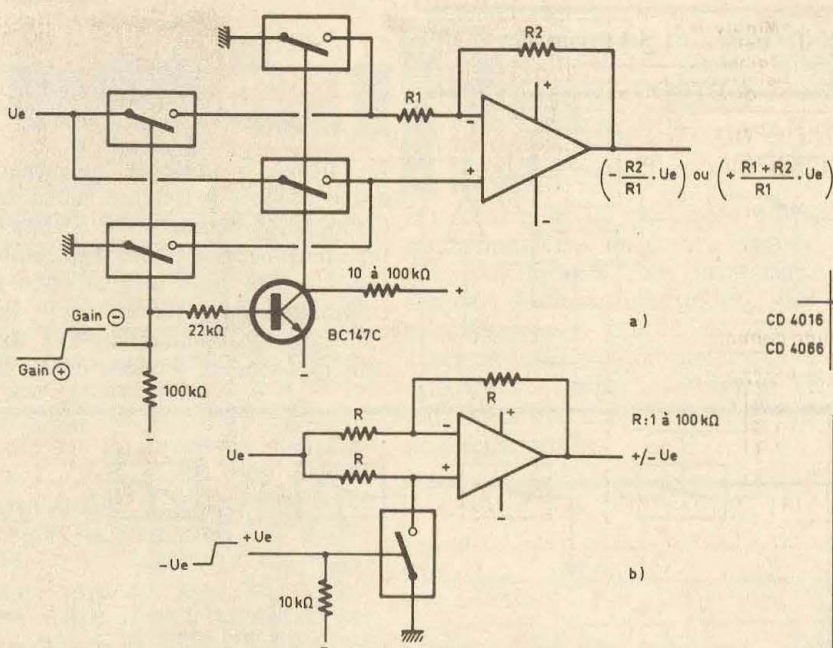 Ue
R1
R2
+
-
+
-
(- R2/R1 . Ue) ou (+ R1 + R2/R1 . Ue)
10 à 100kΩ
+
Gain ⊖
Gain ⊕
22kΩ
BC147C
-
100kΩ
-
a)
CD 4016
CD 4066
R
R
R
Ue
-
+
+
-
R:1 à 100kΩ
+/- Ue
-Ue
+Ue
10kΩ
-
b)